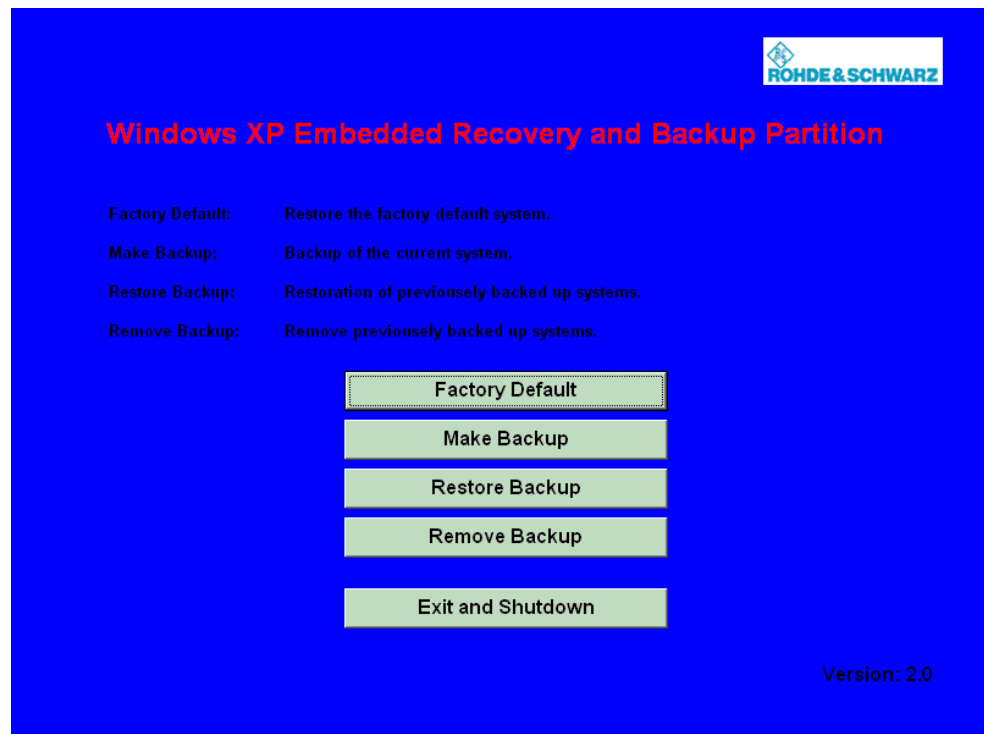 ROHDE & SCHWARZ
Windows XP Embedded Recovery and Backup Partition
Factory Default: Restore the factory default system.
Make Backup: Backup of the current system.
Restore Backup: Restoration of previousely backed up systems.
Remove Backup: Remove previousely backed up systems.
Factory Default
Make Backup
Restore Backup
Remove Backup
Exit and Shutdown
Version: 2.0